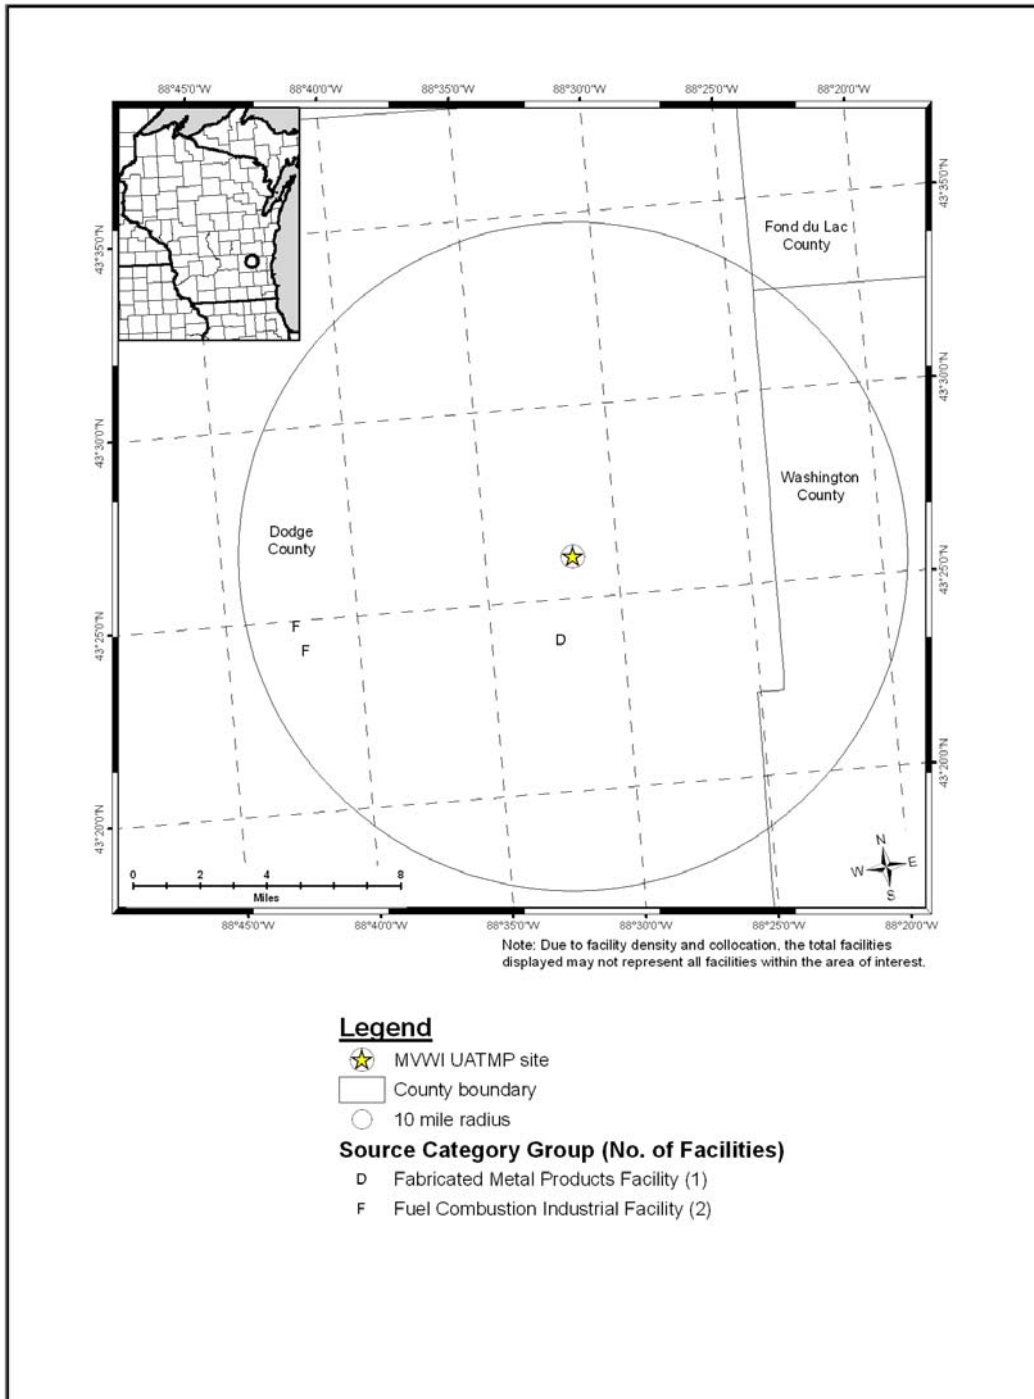 88°45'0"W 88°40'0"W 88°35'0"W 88°30'0"W 88°25'0"W 88°20'0"W
43°35'0"N
43°35'0"N
Fond du Lac
County
43°30'0"N
43°30'0"N
Washington
County
Dodge
County
43°25'0"N
43°25'0"N
F
F
D
43°20'0"N
43°20'0"N
N
W E
S
0 2 4 6 8
Miles
88°45'0"W 88°40'0"W 88°35'0"W 88°30'0"W 88°25'0"W 88°20'0"W
Note: Due to facility density and collocation, the total facilities
displayed may not represent all facilities within the area of interest.
Legend
MVWI UATMP site
County boundary
10 mile radius
Source Category Group (No. of Facilities)
D Fabricated Metal Products Facility (1)
F Fuel Combustion Industrial Facility (2)